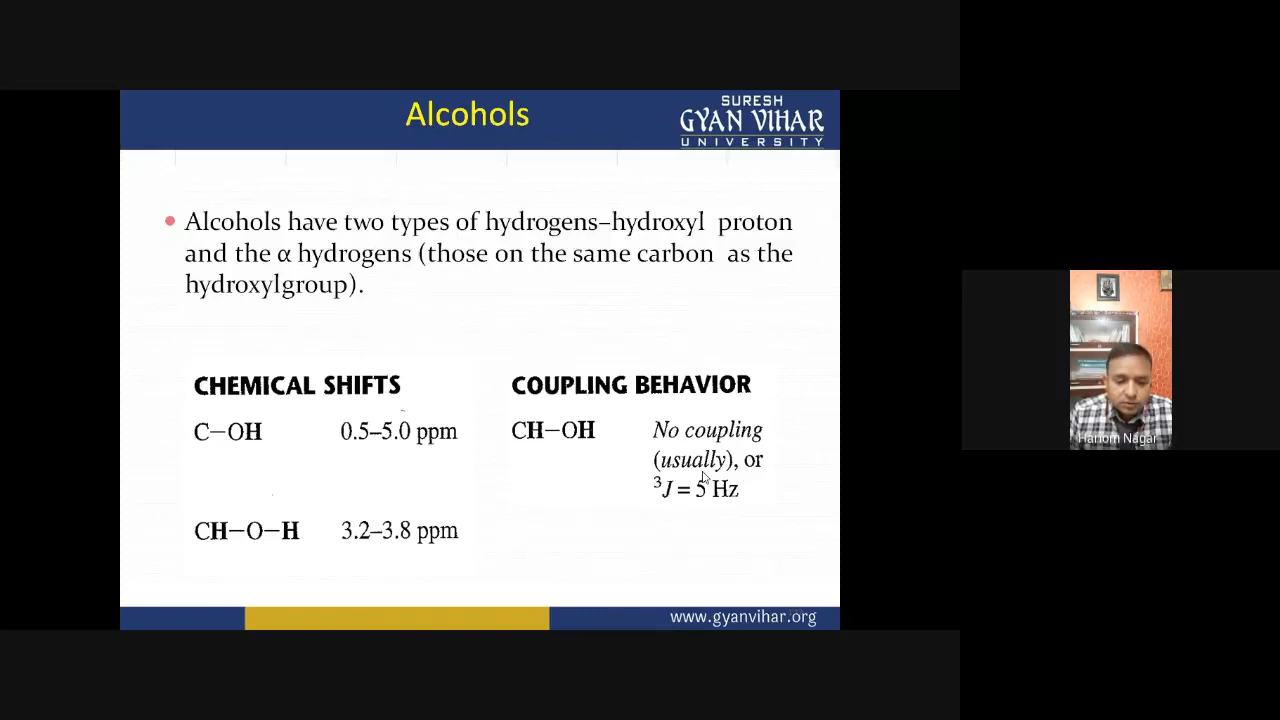 Alcohols
SURESH
GYAN VIHAR
UNIVERSITY
Alcohols have two types of hydrogens–hydroxyl proton
and the α hydrogens (those on the same carbon as the
hydroxylgroup).
CHEMICAL SHIFTS
C–OH 0.5–5.0 ppm
CH–O–H 3.2–3.8 ppm
COUPLING BEHAVIOR
CH–OH No coupling
(usually), or
³J = 5 Hz
www.gyanvihar.org
Hariom Nagar